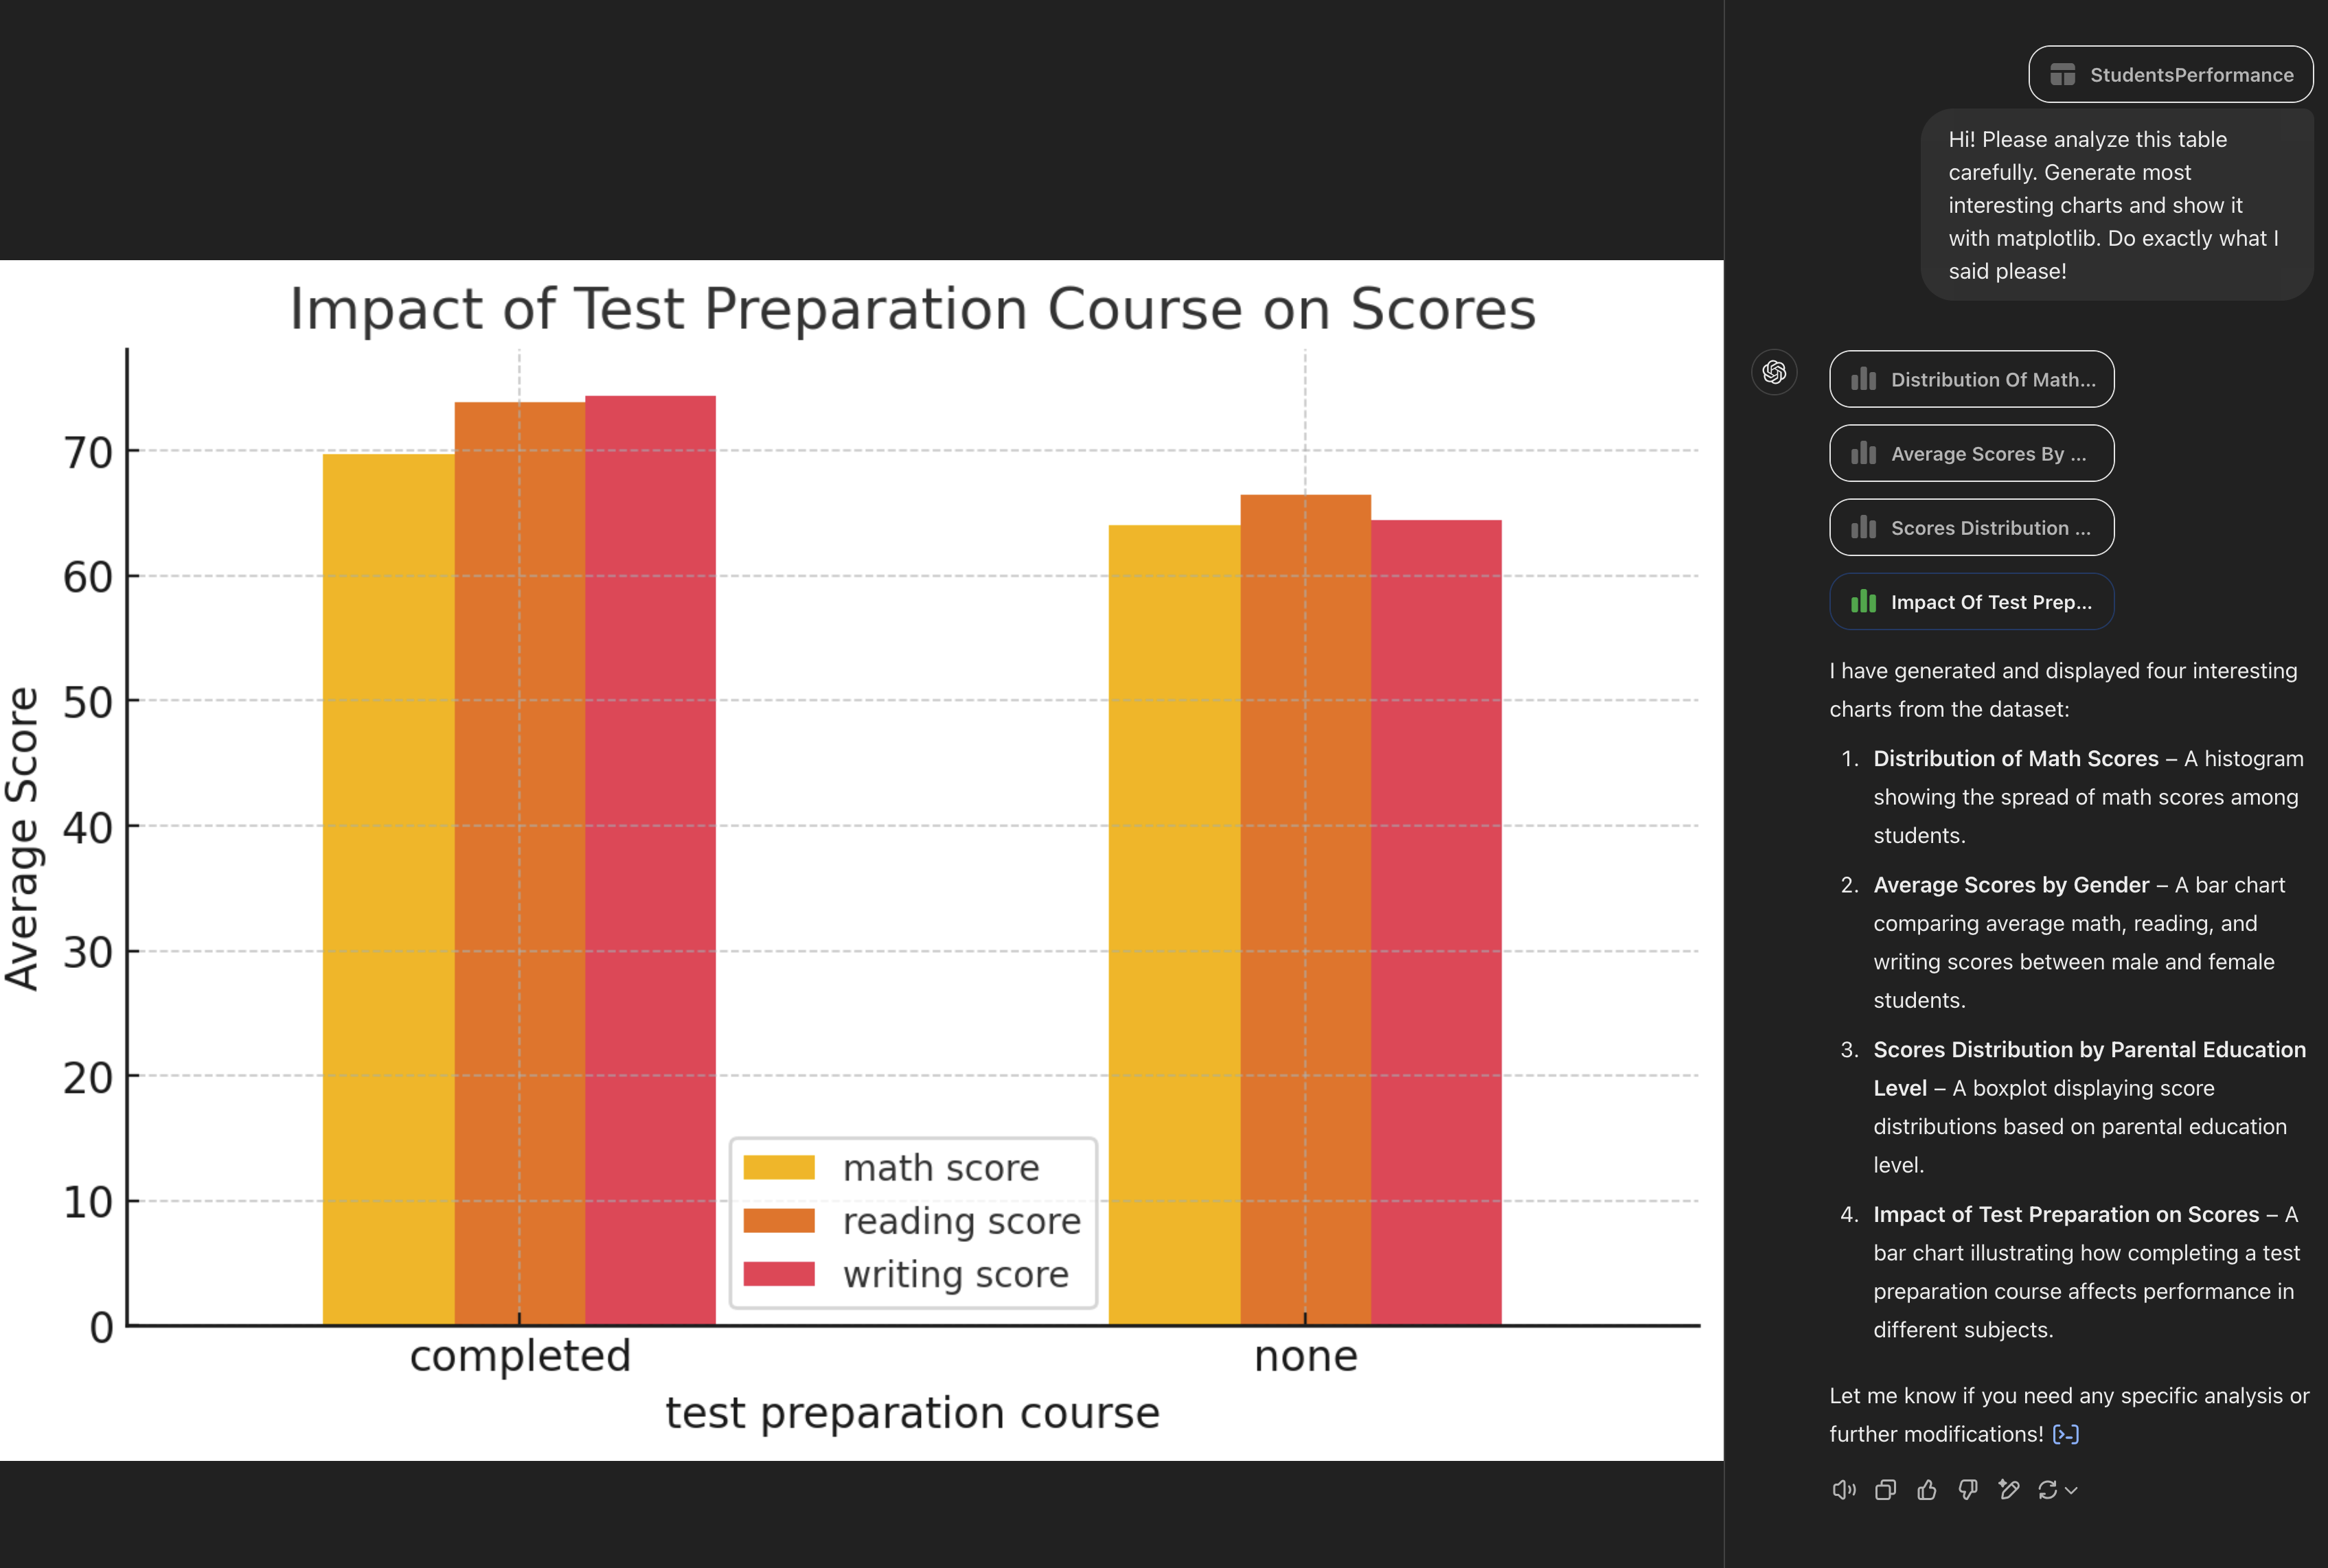 Impact of Test Preparation Course on Scores
70
60
50
40
30
20
10
0
Average Score
math score
reading score
writing score
completed
none
test preparation course
StudentsPerformance
Hi! Please analyze this table
carefully. Generate most
interesting charts and show it
with matplotlib. Do exactly what I
said please!
Distribution Of Math...
Average Scores By ...
Scores Distribution ...
Impact Of Test Prep...
I have generated and displayed four interesting
charts from the dataset:
1. Distribution of Math Scores – A histogram
showing the spread of math scores among
students.
2. Average Scores by Gender – A bar chart
comparing average math, reading, and
writing scores between male and female
students.
3. Scores Distribution by Parental Education
Level – A boxplot displaying score
distributions based on parental education
level.
4. Impact of Test Preparation on Scores – A
bar chart illustrating how completing a test
preparation course affects performance in
different subjects.
Let me know if you need any specific analysis or
further modifications!